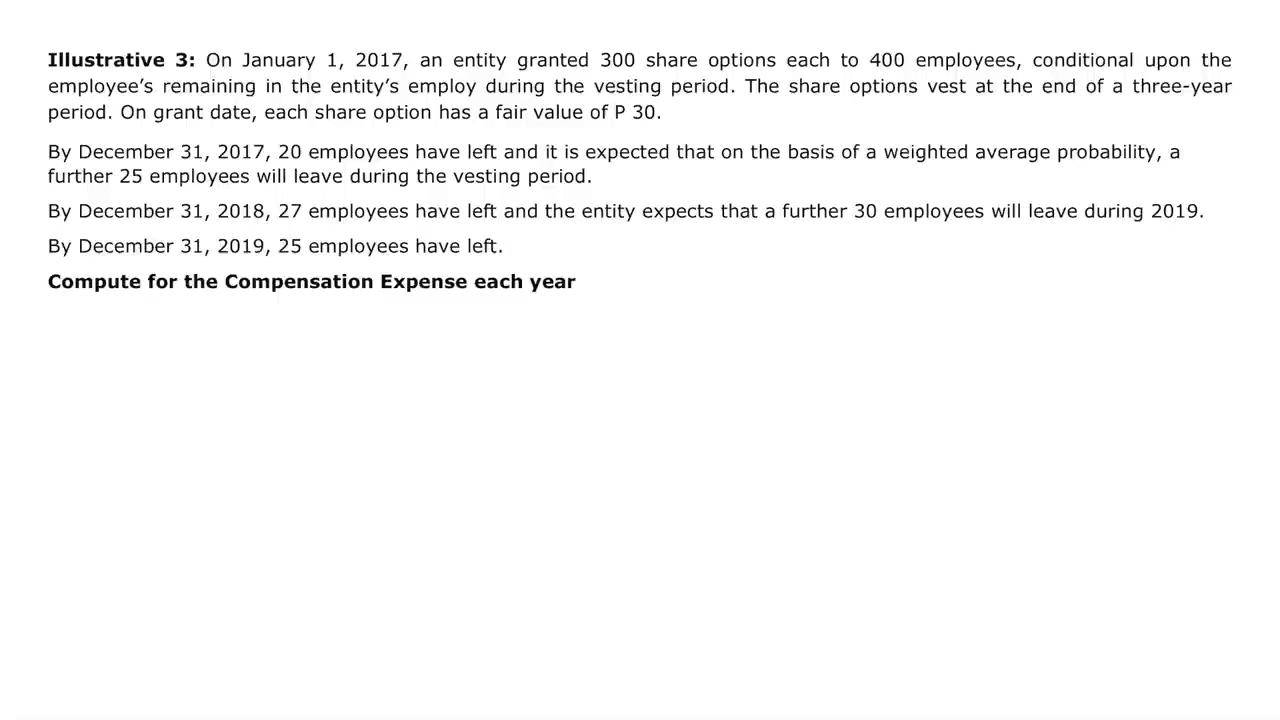 Illustrative 3: On January 1, 2017, an entity granted 300 share options each to 400 employees, conditional upon the
employee’s remaining in the entity’s employ during the vesting period. The share options vest at the end of a three-year
period. On grant date, each share option has a fair value of P 30.
By December 31, 2017, 20 employees have left and it is expected that on the basis of a weighted average probability, a
further 25 employees will leave during the vesting period.
By December 31, 2018, 27 employees have left and the entity expects that a further 30 employees will leave during 2019.
By December 31, 2019, 25 employees have left.
Compute for the Compensation Expense each year